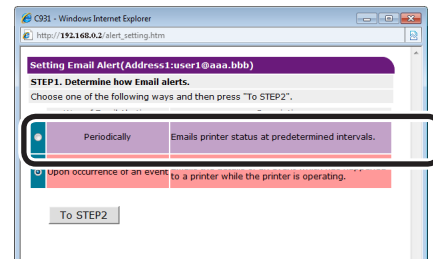 C931 - Windows Internet Explorer
http://192.168.0.2/alert_setting.htm
Setting Email Alert(Address1:user1@aaa.bbb)
STEP1. Determine how Email alerts.
Choose one of the following ways and then press "To STEP2".
Periodically Emails printer status at predetermined intervals.
Upon occurrence of an event to a printer while the printer is operating.
To STEP2